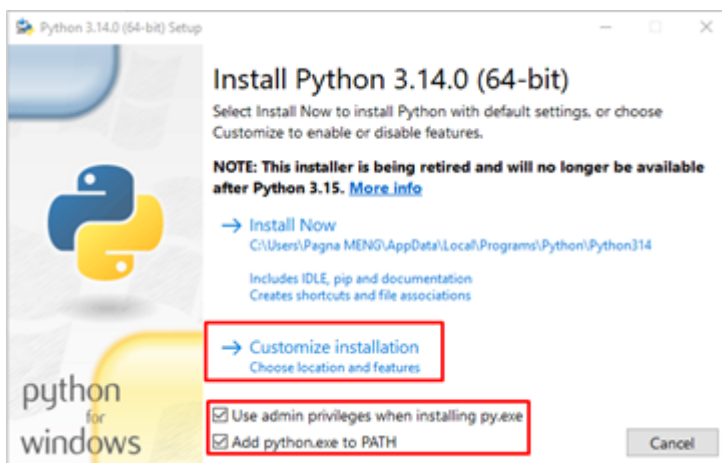 Python 3.14.0 (64-bit) Setup
Install Python 3.14.0 (64-bit)
Select Install Now to install Python with default settings, or choose
Customize to enable or disable features.
NOTE: This installer is being retired and will no longer be available
after Python 3.15. More info
Install Now
C:\Users\Pagna MENG\AppData\Local\Programs\Python\Python314
Includes IDLE, pip and documentation
Creates shortcuts and file associations
Customize installation
Choose location and features
python
for
windows
Use admin privileges when installing py.exe
Add python.exe to PATH
Cancel